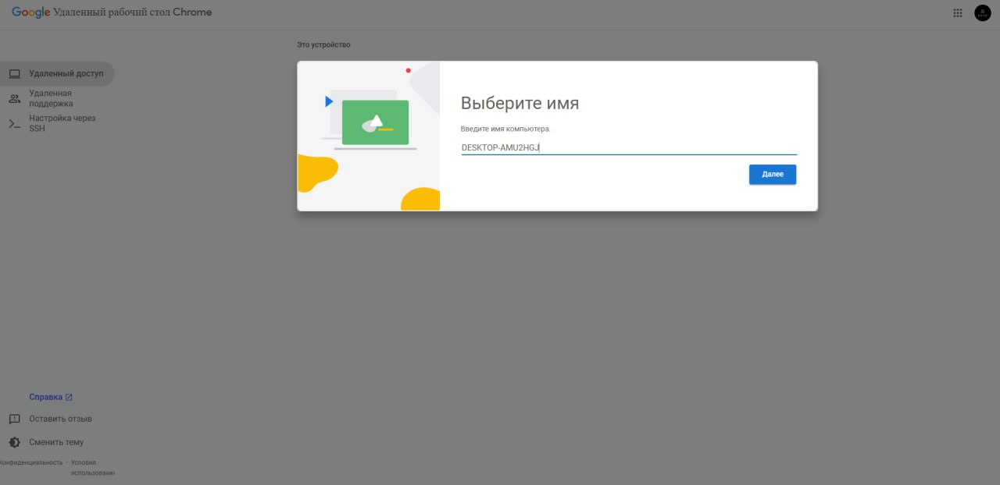 Google Удаленный рабочий стол Chrome
Это устройство
Удаленный доступ
Удаленная
поддержка
Настройка через
SSH
Выберите имя
Введите имя компьютера.
DESKTOP-AMU2HGJ
Далее
Справка
Оставить отзыв
Сменить тему
Конфиденциальность · Условия
использовани